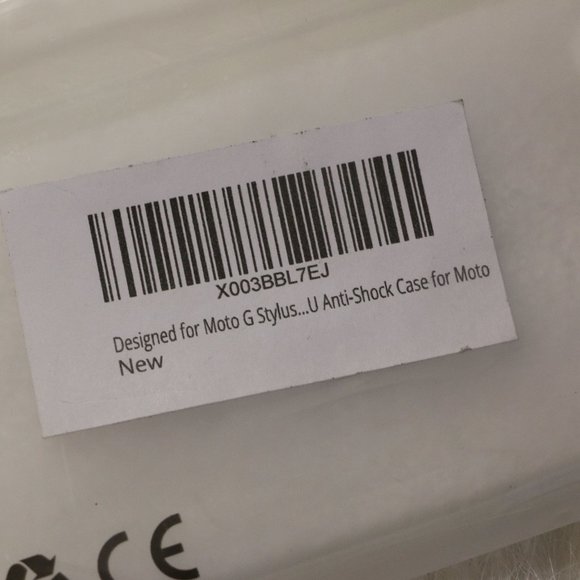 X003BBL7EJ
Designed for Moto G Stylus...U Anti-Shock Case for Moto
New
CE